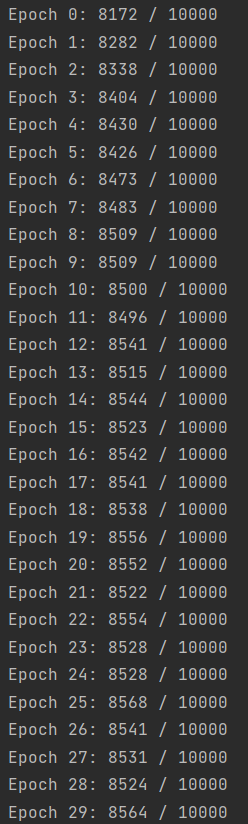 Epoch 0: 8172 / 10000
Epoch 1: 8282 / 10000
Epoch 2: 8338 / 10000
Epoch 3: 8404 / 10000
Epoch 4: 8430 / 10000
Epoch 5: 8426 / 10000
Epoch 6: 8473 / 10000
Epoch 7: 8483 / 10000
Epoch 8: 8509 / 10000
Epoch 9: 8509 / 10000
Epoch 10: 8500 / 10000
Epoch 11: 8496 / 10000
Epoch 12: 8541 / 10000
Epoch 13: 8515 / 10000
Epoch 14: 8544 / 10000
Epoch 15: 8523 / 10000
Epoch 16: 8542 / 10000
Epoch 17: 8541 / 10000
Epoch 18: 8538 / 10000
Epoch 19: 8556 / 10000
Epoch 20: 8552 / 10000
Epoch 21: 8522 / 10000
Epoch 22: 8554 / 10000
Epoch 23: 8528 / 10000
Epoch 24: 8528 / 10000
Epoch 25: 8568 / 10000
Epoch 26: 8541 / 10000
Epoch 27: 8531 / 10000
Epoch 28: 8524 / 10000
Epoch 29: 8564 / 10000